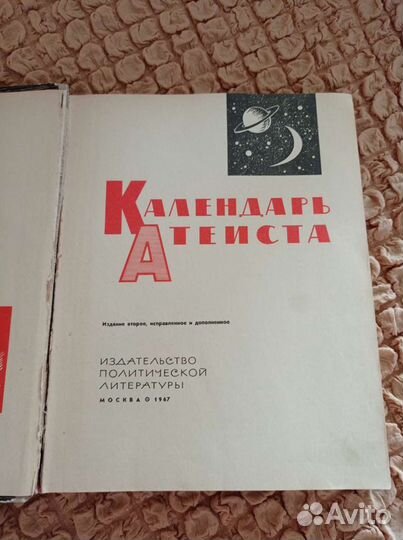 Календарь
Атеиста
Издание второе, исправленное и дополненное
ИЗДАТЕЛЬСТВО
ПОЛИТИЧЕСКОЙ
ЛИТЕРАТУРЫ
МОСКВА ⊙ 1967
Avito